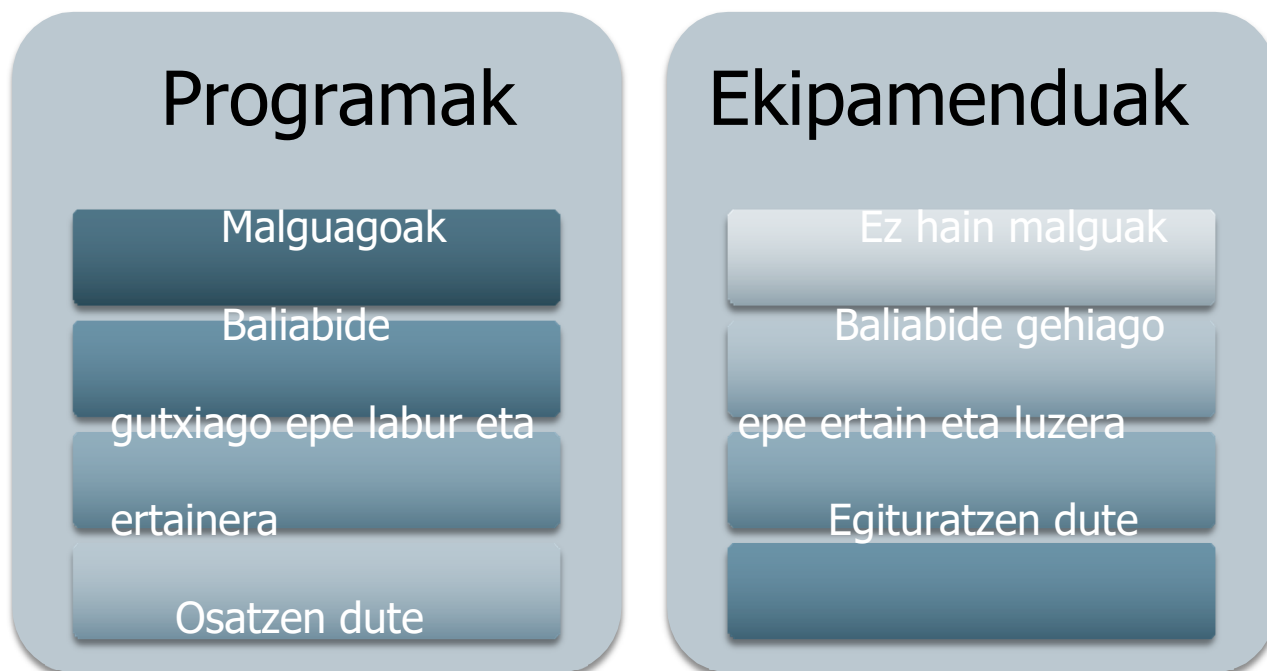 Programak
Malguagoak
Baliabide
gutxiago epe labur eta
ertainera
Osatzen dute
Ekipamenduak
Ez hain malguak
Baliabide gehiago
epe ertain eta luzera
Egituratzen dute